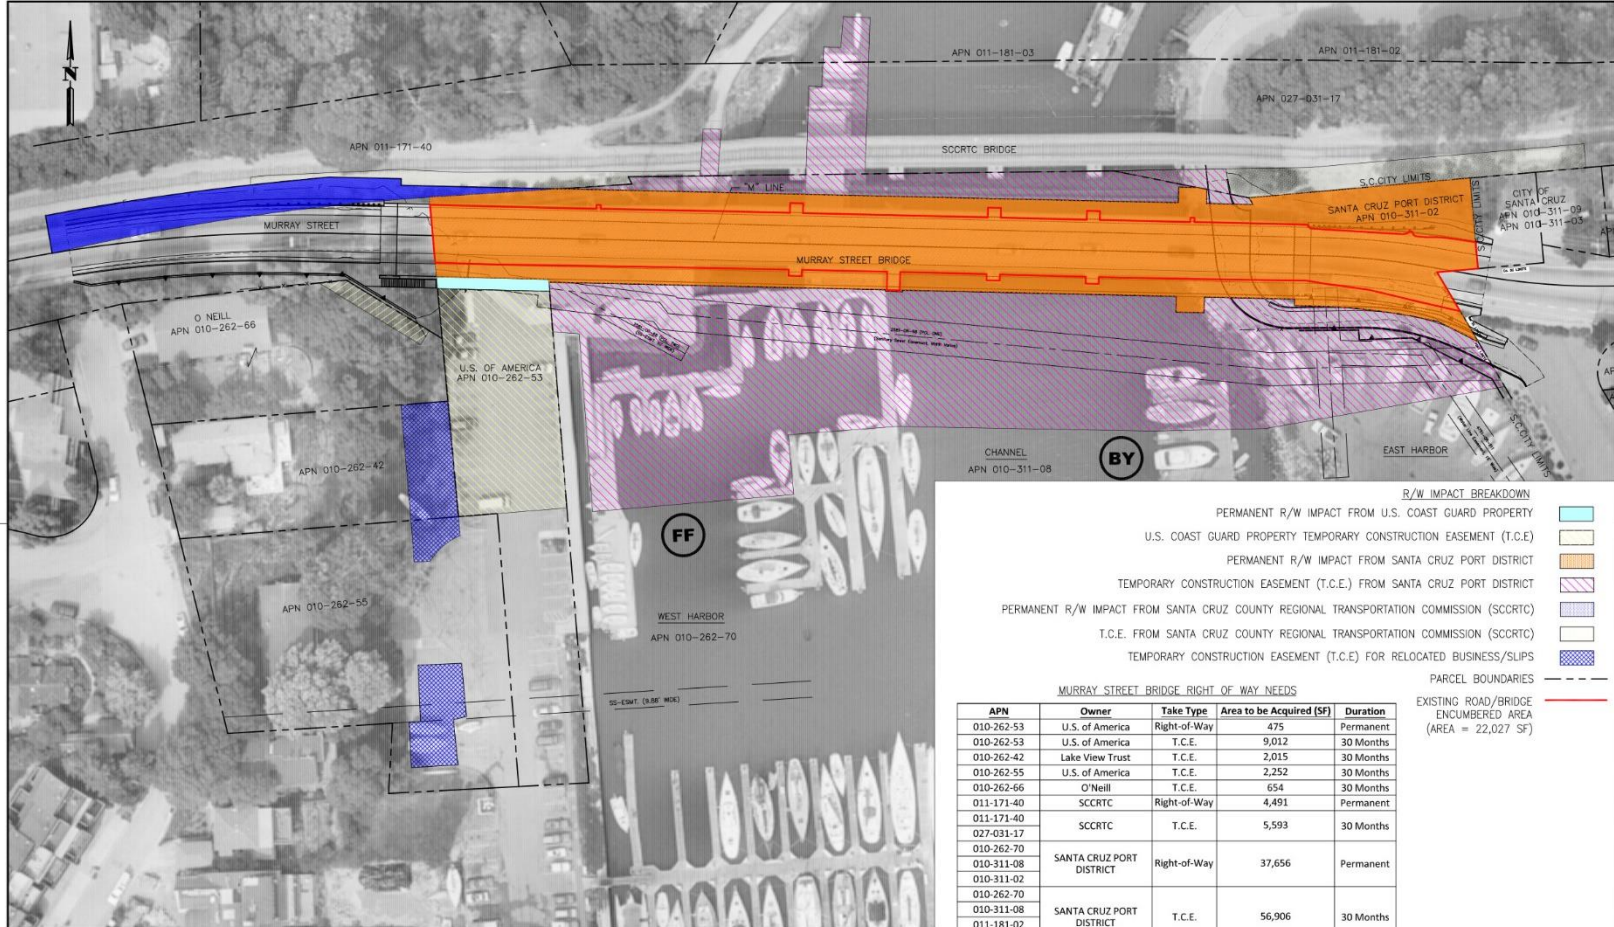 N
APN 011-181-03
APN 011-181-02
APN 027-031-17
APN 011-171-40
SCCRTC BRIDGE
"M" LINE
S.C.CITY LIMITS
S.C.CITY LIMITS
SANTA CRUZ PORT DISTRICT
APN 010-311-02
CITY OF
SANTA CRUZ
APN 010-311-09
APN 010-311-03
MURRAY STREET
MURRAY STREET BRIDGE
O NEILL
APN 010-262-66
U.S. OF AMERICA
APN 010-262-53
APN 010-262-42
APN 010-262-55
CHANNEL
APN 010-311-08
BY
EAST HARBOR
S.C.CITY LIMITS
FF
WEST HARBOR
APN 010-262-70
SS-ESMT. (9.86' WIDE)
R/W IMPACT BREAKDOWN
PERMANENT R/W IMPACT FROM U.S. COAST GUARD PROPERTY
U.S. COAST GUARD PROPERTY TEMPORARY CONSTRUCTION EASEMENT (T.C.E)
PERMANENT R/W IMPACT FROM SANTA CRUZ PORT DISTRICT
TEMPORARY CONSTRUCTION EASEMENT (T.C.E.) FROM SANTA CRUZ PORT DISTRICT
PERMANENT R/W IMPACT FROM SANTA CRUZ COUNTY REGIONAL TRANSPORTATION COMMISSION (SCCRTC)
T.C.E. FROM SANTA CRUZ COUNTY REGIONAL TRANSPORTATION COMMISSION (SCCRTC)
TEMPORARY CONSTRUCTION EASEMENT (T.C.E) FOR RELOCATED BUSINESS/SLIPS
PARCEL BOUNDARIES
EXISTING ROAD/BRIDGE
ENCUMBERED AREA
(AREA = 22,027 SF)
MURRAY STREET BRIDGE RIGHT OF WAY NEEDS
APN Owner Take Type Area to be Acquired (SF) Duration
010-262-53 U.S. of America Right-of-Way 475 Permanent
010-262-53 U.S. of America T.C.E. 9,012 30 Months
010-262-42 Lake View Trust T.C.E. 2,015 30 Months
010-262-55 U.S. of America T.C.E. 2,252 30 Months
010-262-66 O'Neill T.C.E. 654 30 Months
011-171-40 SCCRTC Right-of-Way 4,491 Permanent
011-171-40
027-031-17
SCCRTC T.C.E. 5,593 30 Months
010-262-70
010-311-08
010-311-02
SANTA CRUZ PORT
DISTRICT
Right-of-Way 37,656 Permanent
010-262-70
010-311-08
011-181-02
SANTA CRUZ PORT
DISTRICT
T.C.E. 56,906 30 Months